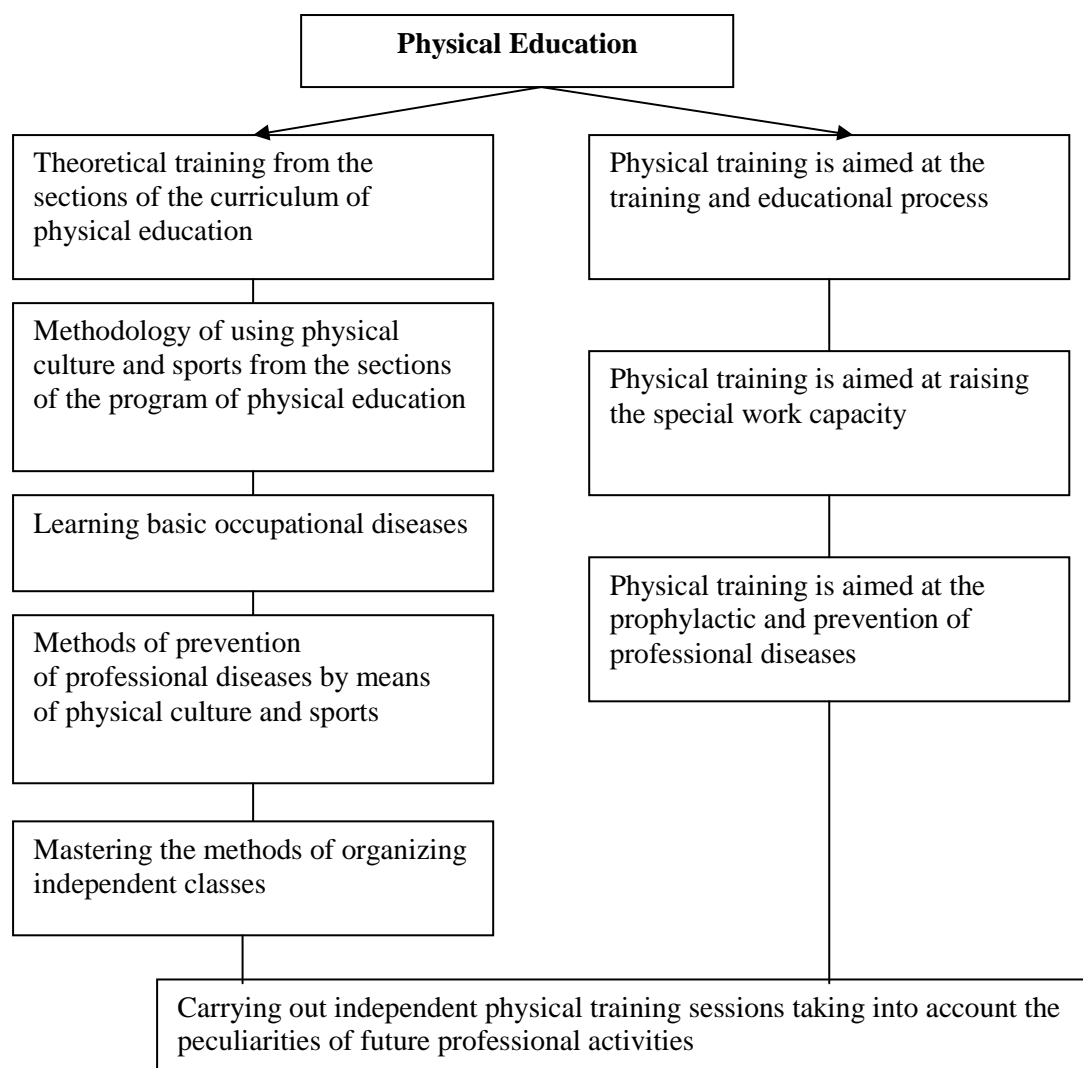 Physical Education
Theoretical training from the
sections of the curriculum of
physical education
Methodology of using physical
culture and sports from the sections
of the program of physical education
Learning basic occupational diseases
Methods of prevention
of professional diseases by means
of physical culture and sports
Mastering the methods of organizing
independent classes
Physical training is aimed at the
training and educational process
Physical training is aimed at raising
the special work capacity
Physical training is aimed at the
prophylactic and prevention of
professional diseases
Carrying out independent physical training sessions taking into account the
peculiarities of future professional activities